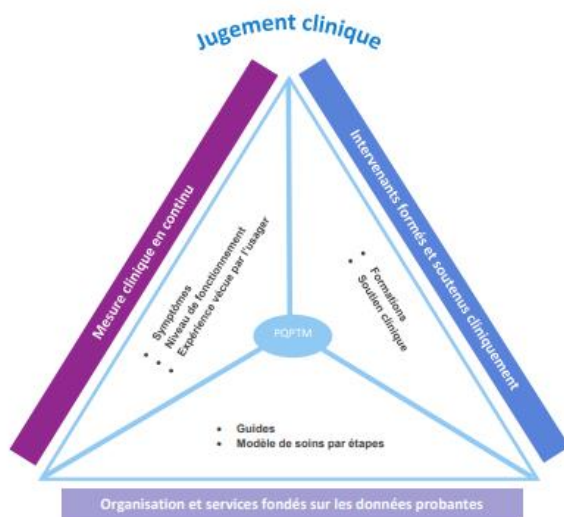 Jugement clinique
Mesure clinique en continu
Intervenants formés et soutenus cliniquement
• Symptômes
• Niveau de fonctionnement
• Expérience vécue par l'usager
• Formations
• Soutien clinique
PQPTM
• Guides
• Modèle de soins par étapes
Organisation et services fondés sur les données probantes